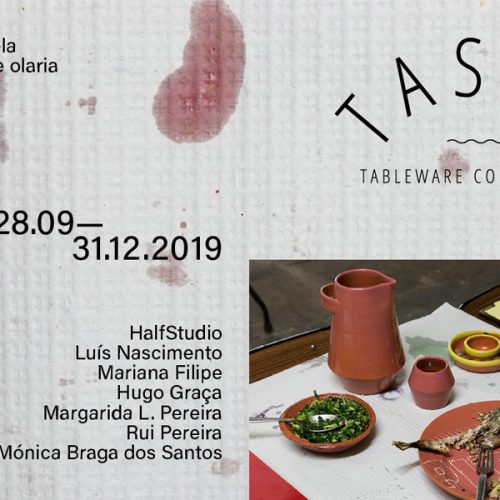 la
e olaria
TAS
TABLEWARE CO
28.09—
31.12.2019
HalfStudio
Luís Nascimento
Mariana Filipe
Hugo Graça
Margarida L. Pereira
Rui Pereira
Mónica Braga dos Santos